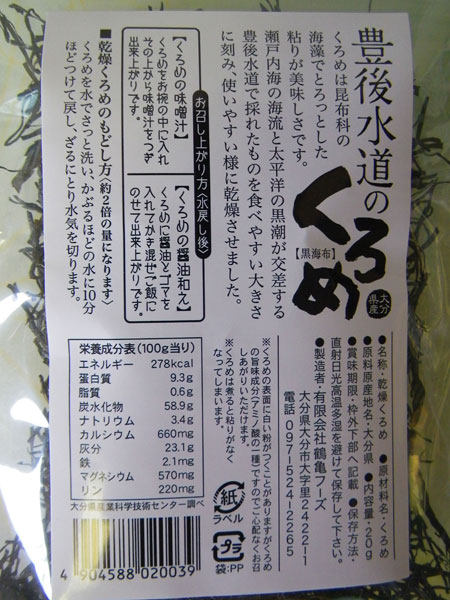 豊後水道の
くろめ
【黒海布】
大分
県産
くろめは昆布科の
海藻でとろっとした
粘りが美味しさです。
瀬戸内海の海流と太平洋の黒潮が交差する
豊後水道で採れたものを食べやすい大きさ
に刻み、使いやすい様に乾燥させました。
お召し上がり方〈水戻し後〉
【くろめの味噌汁】
くろめをお椀の中に入れ
その上から味噌汁をつぎ
出来上がりです。
【くろめの醤油和え】
くろめに醤油とゴマを
入れてかき混ぜご飯に
のせて出来上がりです。
■乾燥くろめのもどし方〈約2倍の量になります〉
くろめを水でさっと洗い、かぶるほどの水に10分
ほどつけて戻し、ざるにとり水気を切ります。
●名称・乾燥くろめ ●原材料名・くろめ
●原料原産地名・大分県 ●内容量・20g
●賞味期限・枠外下部へ記載 ●保存方法・
直射日光高温多湿を避けて保存して下さい。
●製造者・有限会社鶴亀フーズ
大分県大分市大字里2422-1
電話 097-524-2265
※くろめの表面に白い粉がつくことがありますがくろめ
の旨味成分(アミノ酸の一種)ですのでご心配なくお召
しあがりいただけます。
※くろめは煮ると粘りがなく
なってしまいます。
栄養成分表(100g当り)
エネルギー 278kcal
蛋白質 9.3g
脂質 0.6g
炭水化物 58.9g
ナトリウム 3.4g
カルシウム 660mg
灰分 23.1g
鉄 2.1mg
マグネシウム 570mg
リン 220mg
大分県産業科学技術センター調べ
紙
ラベル
プラ
袋:PP
4 904588 020039